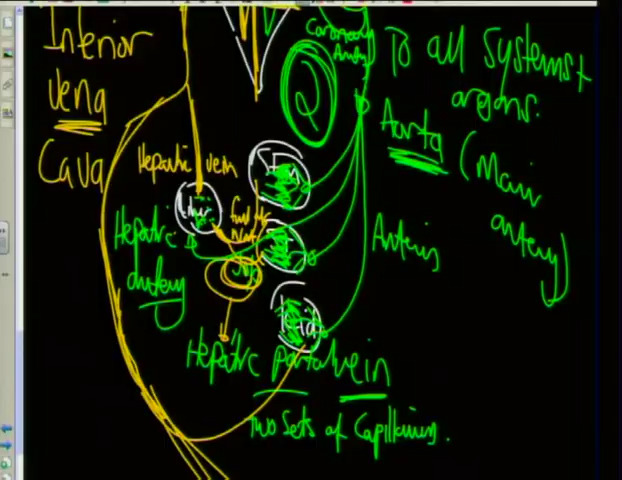 Inferior
vena
Cava
Coronary
Artery
To all Systems +
organs.
Aorta (Main
artery)
Hepatic vein
Hepatic
artery
Arteries
Hepatic portal vein
Two Sets of Capillaries.